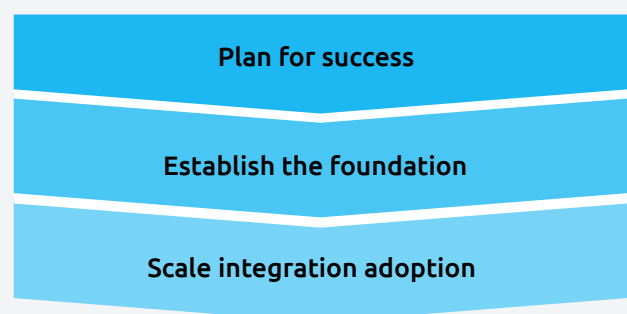 Plan for success
Establish the foundation
Scale integration adoption